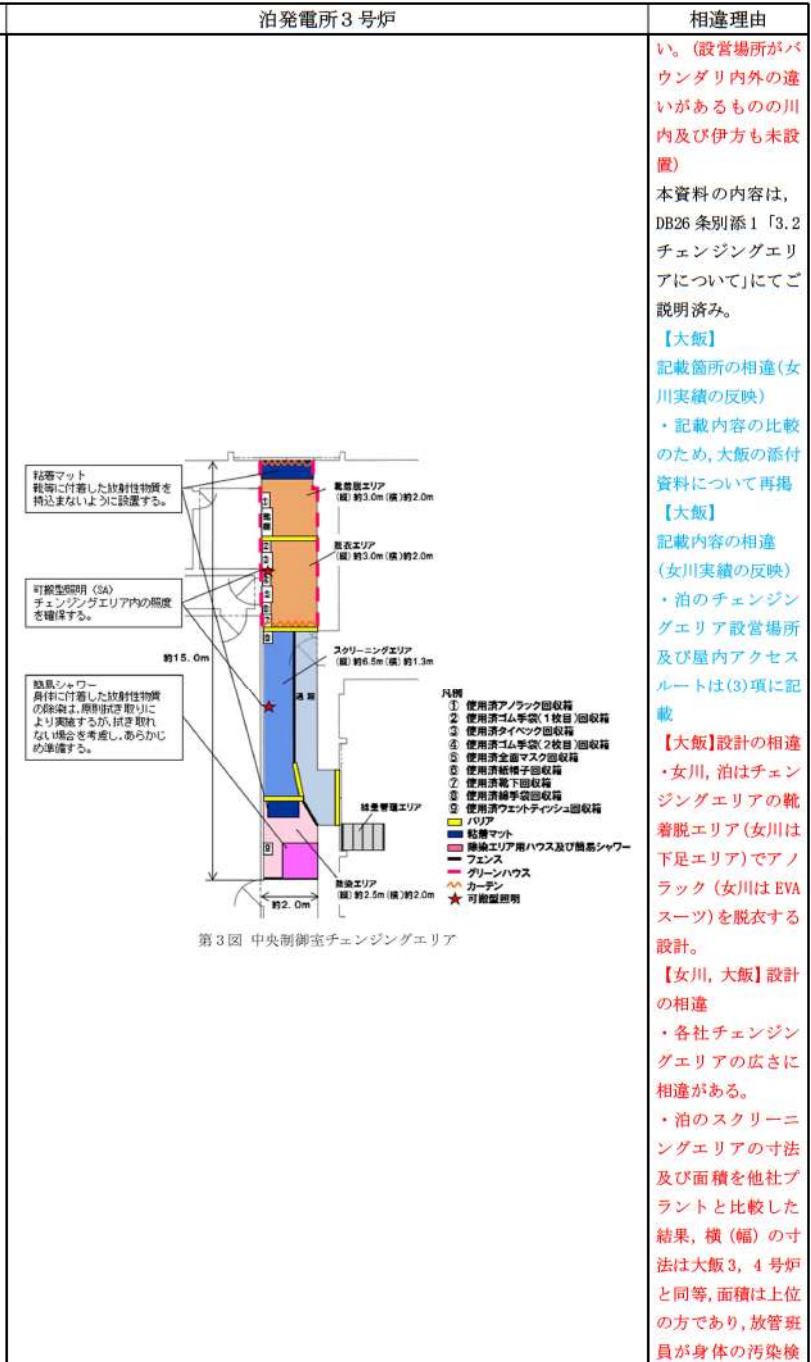 泊発電所3号炉
相違理由
い。(設営場所がバ
ウンダリ内外の違
いがあるものの川
内及び伊方も未設
置)
本資料の内容は,
DB26 条別添1「3.2
チェンジングエリ
アについて」にてご
説明済み。
【大飯】
記載箇所の相違(女
川実績の反映)
・記載内容の比較
のため,大飯の添付
資料について再掲
【大飯】
記載内容の相違
(女川実績の反映)
・泊のチェンジン
グエリア設営場所
及び屋内アクセス
ルートは(3)項に記
載
【大飯】設計の相違
・女川,泊はチェン
ジングエリアの靴
着脱エリア(女川は
下足エリア)でアノ
ラック(女川は EVA
スーツ)を脱衣する
設計。
【女川,大飯】設計
の相違
・各社チェンジン
グエリアの広さに
相違がある。
・泊のスクリーニ
ングエリアの寸法
及び面積を他社プ
ラントと比較した
結果,横(幅)の寸
法は大飯3,4号炉
と同等,面積は上位
の方であり,放管班
員が身体の汚染検
粘着マット
靴等に付着した放射性物質を
持込まないように設置する。
可搬型照明(SA)
チェンジングエリア内の照度
を確保する。
簡易シャワー
身体に付着した放射性物質
の除染は,原則拭き取りに
より実施するが,拭き取れ
ない場合を考慮し,あらかじ
め準備する。
約15.0m
約2.0m
靴着脱エリア
(縦)約3.0m(横)約2.0m
脱衣エリア
(縦)約3.0m(横)約2.0m
スクリーニングエリア
(縦)約6.5m(横)約1.3m
通路
線量管理エリア
除染エリア
(縦)約2.5m(横)約2.0m
①
②
③
⑨
凡例
① 使用済アノラック回収箱
② 使用済ゴム手袋(1枚目)回収箱
③ 使用済タイベック回収箱
④ 使用済ゴム手袋(2枚目)回収箱
⑤ 使用済全面マスク回収箱
⑥ 使用済紙帽子回収箱
⑦ 使用済靴下回収箱
⑧ 使用済綿手袋回収箱
⑨ 使用済ウェットティッシュ回収箱
バリア
粘着マット
除染エリア用ハウス及び簡易シャワー
フェンス
グリーンハウス
カーテン
可搬型照明
第3図 中央制御室チェンジングエリア